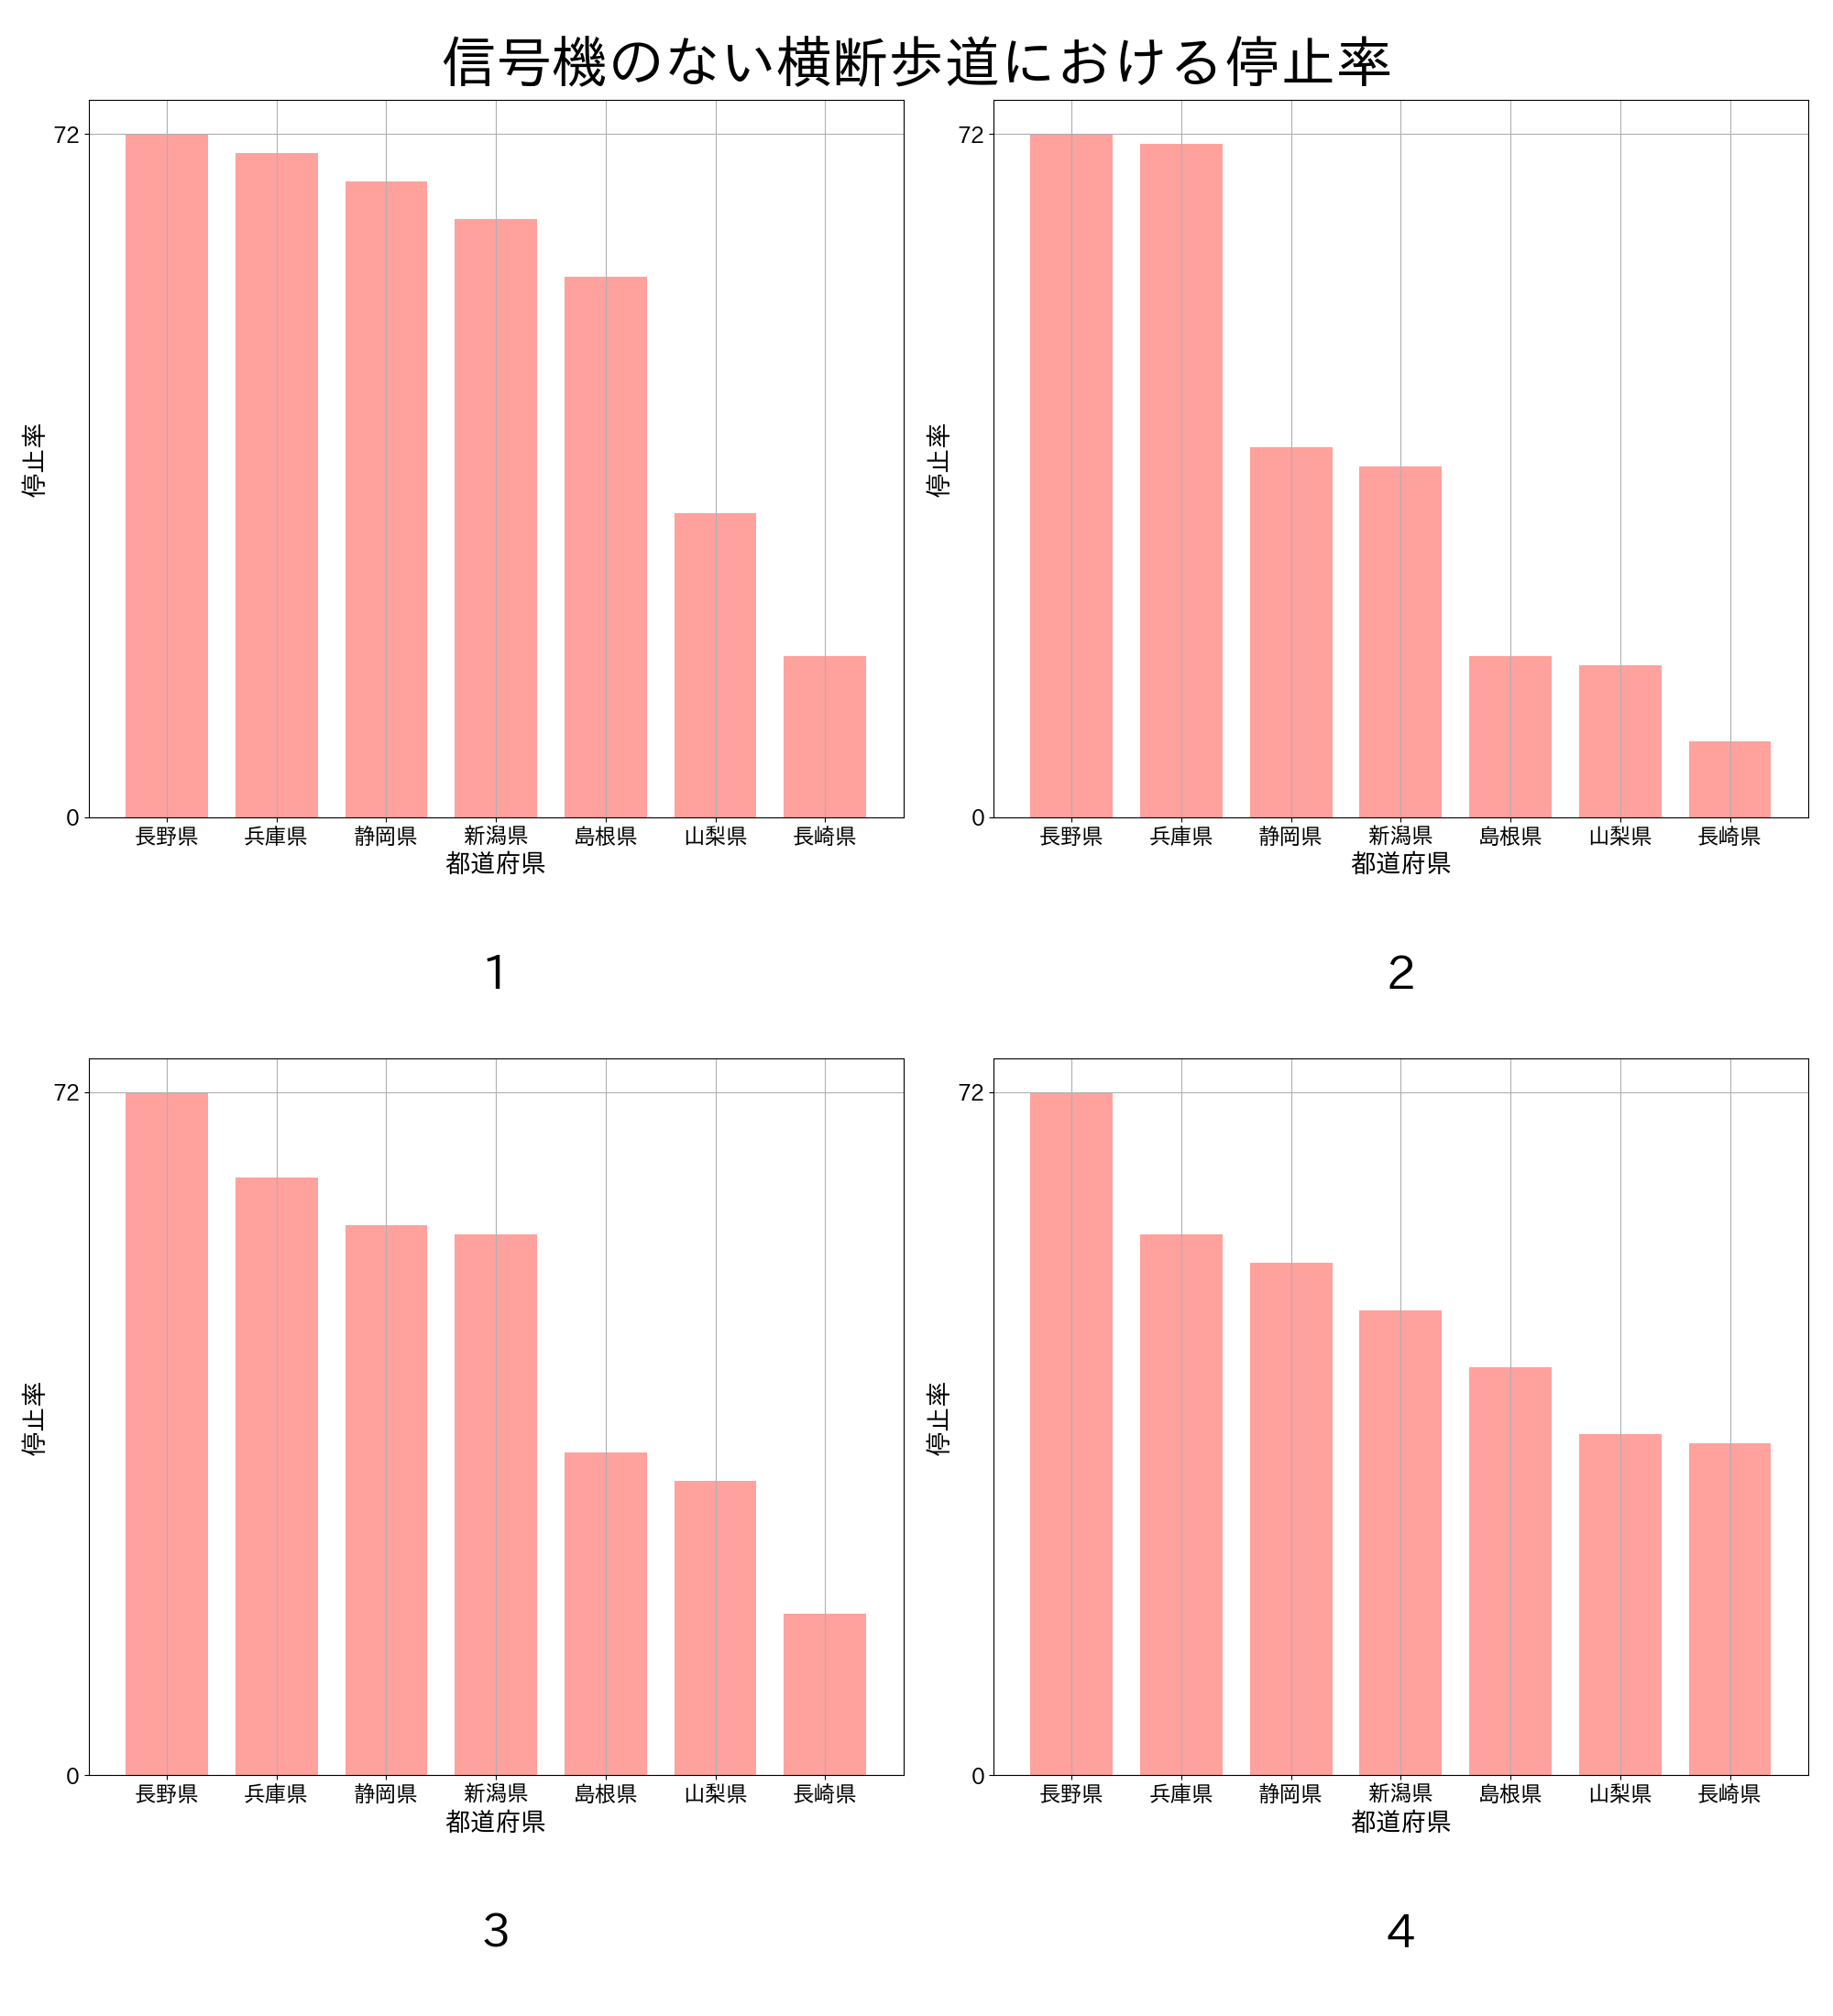 信号機のない横断歩道における停止率
72
0
停止率
長野県 兵庫県 静岡県 新潟県 島根県 山梨県 長崎県
都道府県
1
72
0
停止率
長野県 兵庫県 静岡県 新潟県 島根県 山梨県 長崎県
都道府県
2
72
0
停止率
長野県 兵庫県 静岡県 新潟県 島根県 山梨県 長崎県
都道府県
3
72
0
停止率
長野県 兵庫県 静岡県 新潟県 島根県 山梨県 長崎県
都道府県
4